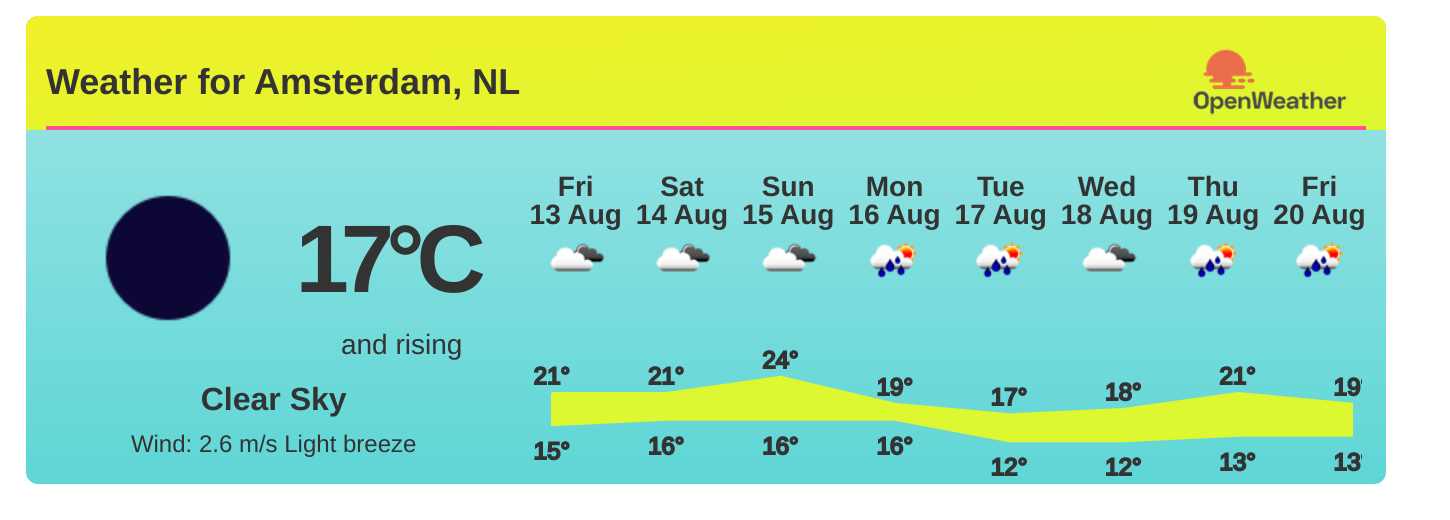 Weather for Amsterdam, NL
OpenWeather
17°C
and rising
Clear Sky
Wind: 2.6 m/s Light breeze
Fri Sat Sun Mon Tue Wed Thu Fri
13 Aug 14 Aug 15 Aug 16 Aug 17 Aug 18 Aug 19 Aug 20 Aug
21° 21° 24° 19° 17° 18° 21° 19°
15° 16° 16° 16° 12° 12° 13° 13°